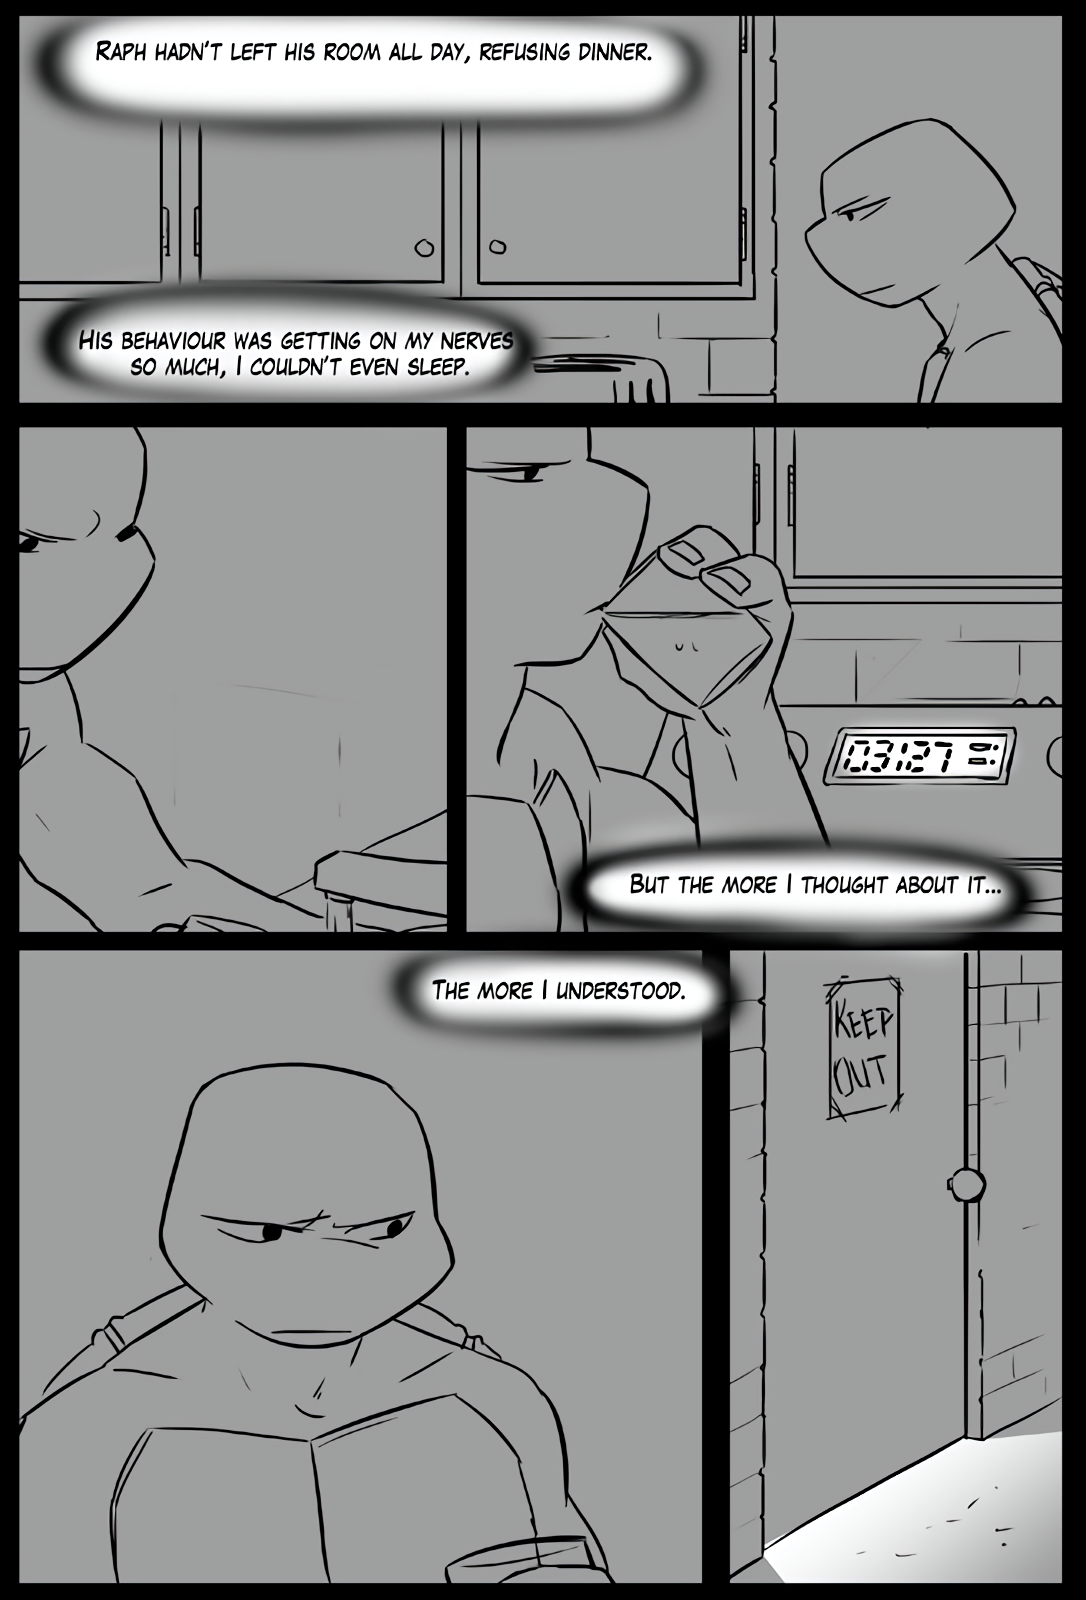 RAPH HADN'T LEFT HIS ROOM ALL DAY, REFUSING DINNER.
HIS BEHAVIOUR WAS GETTING ON MY NERVES
SO MUCH, I COULDN'T EVEN SLEEP.
03:27
BUT THE MORE I THOUGHT ABOUT IT...
THE MORE I UNDERSTOOD.
KEEP
OUT